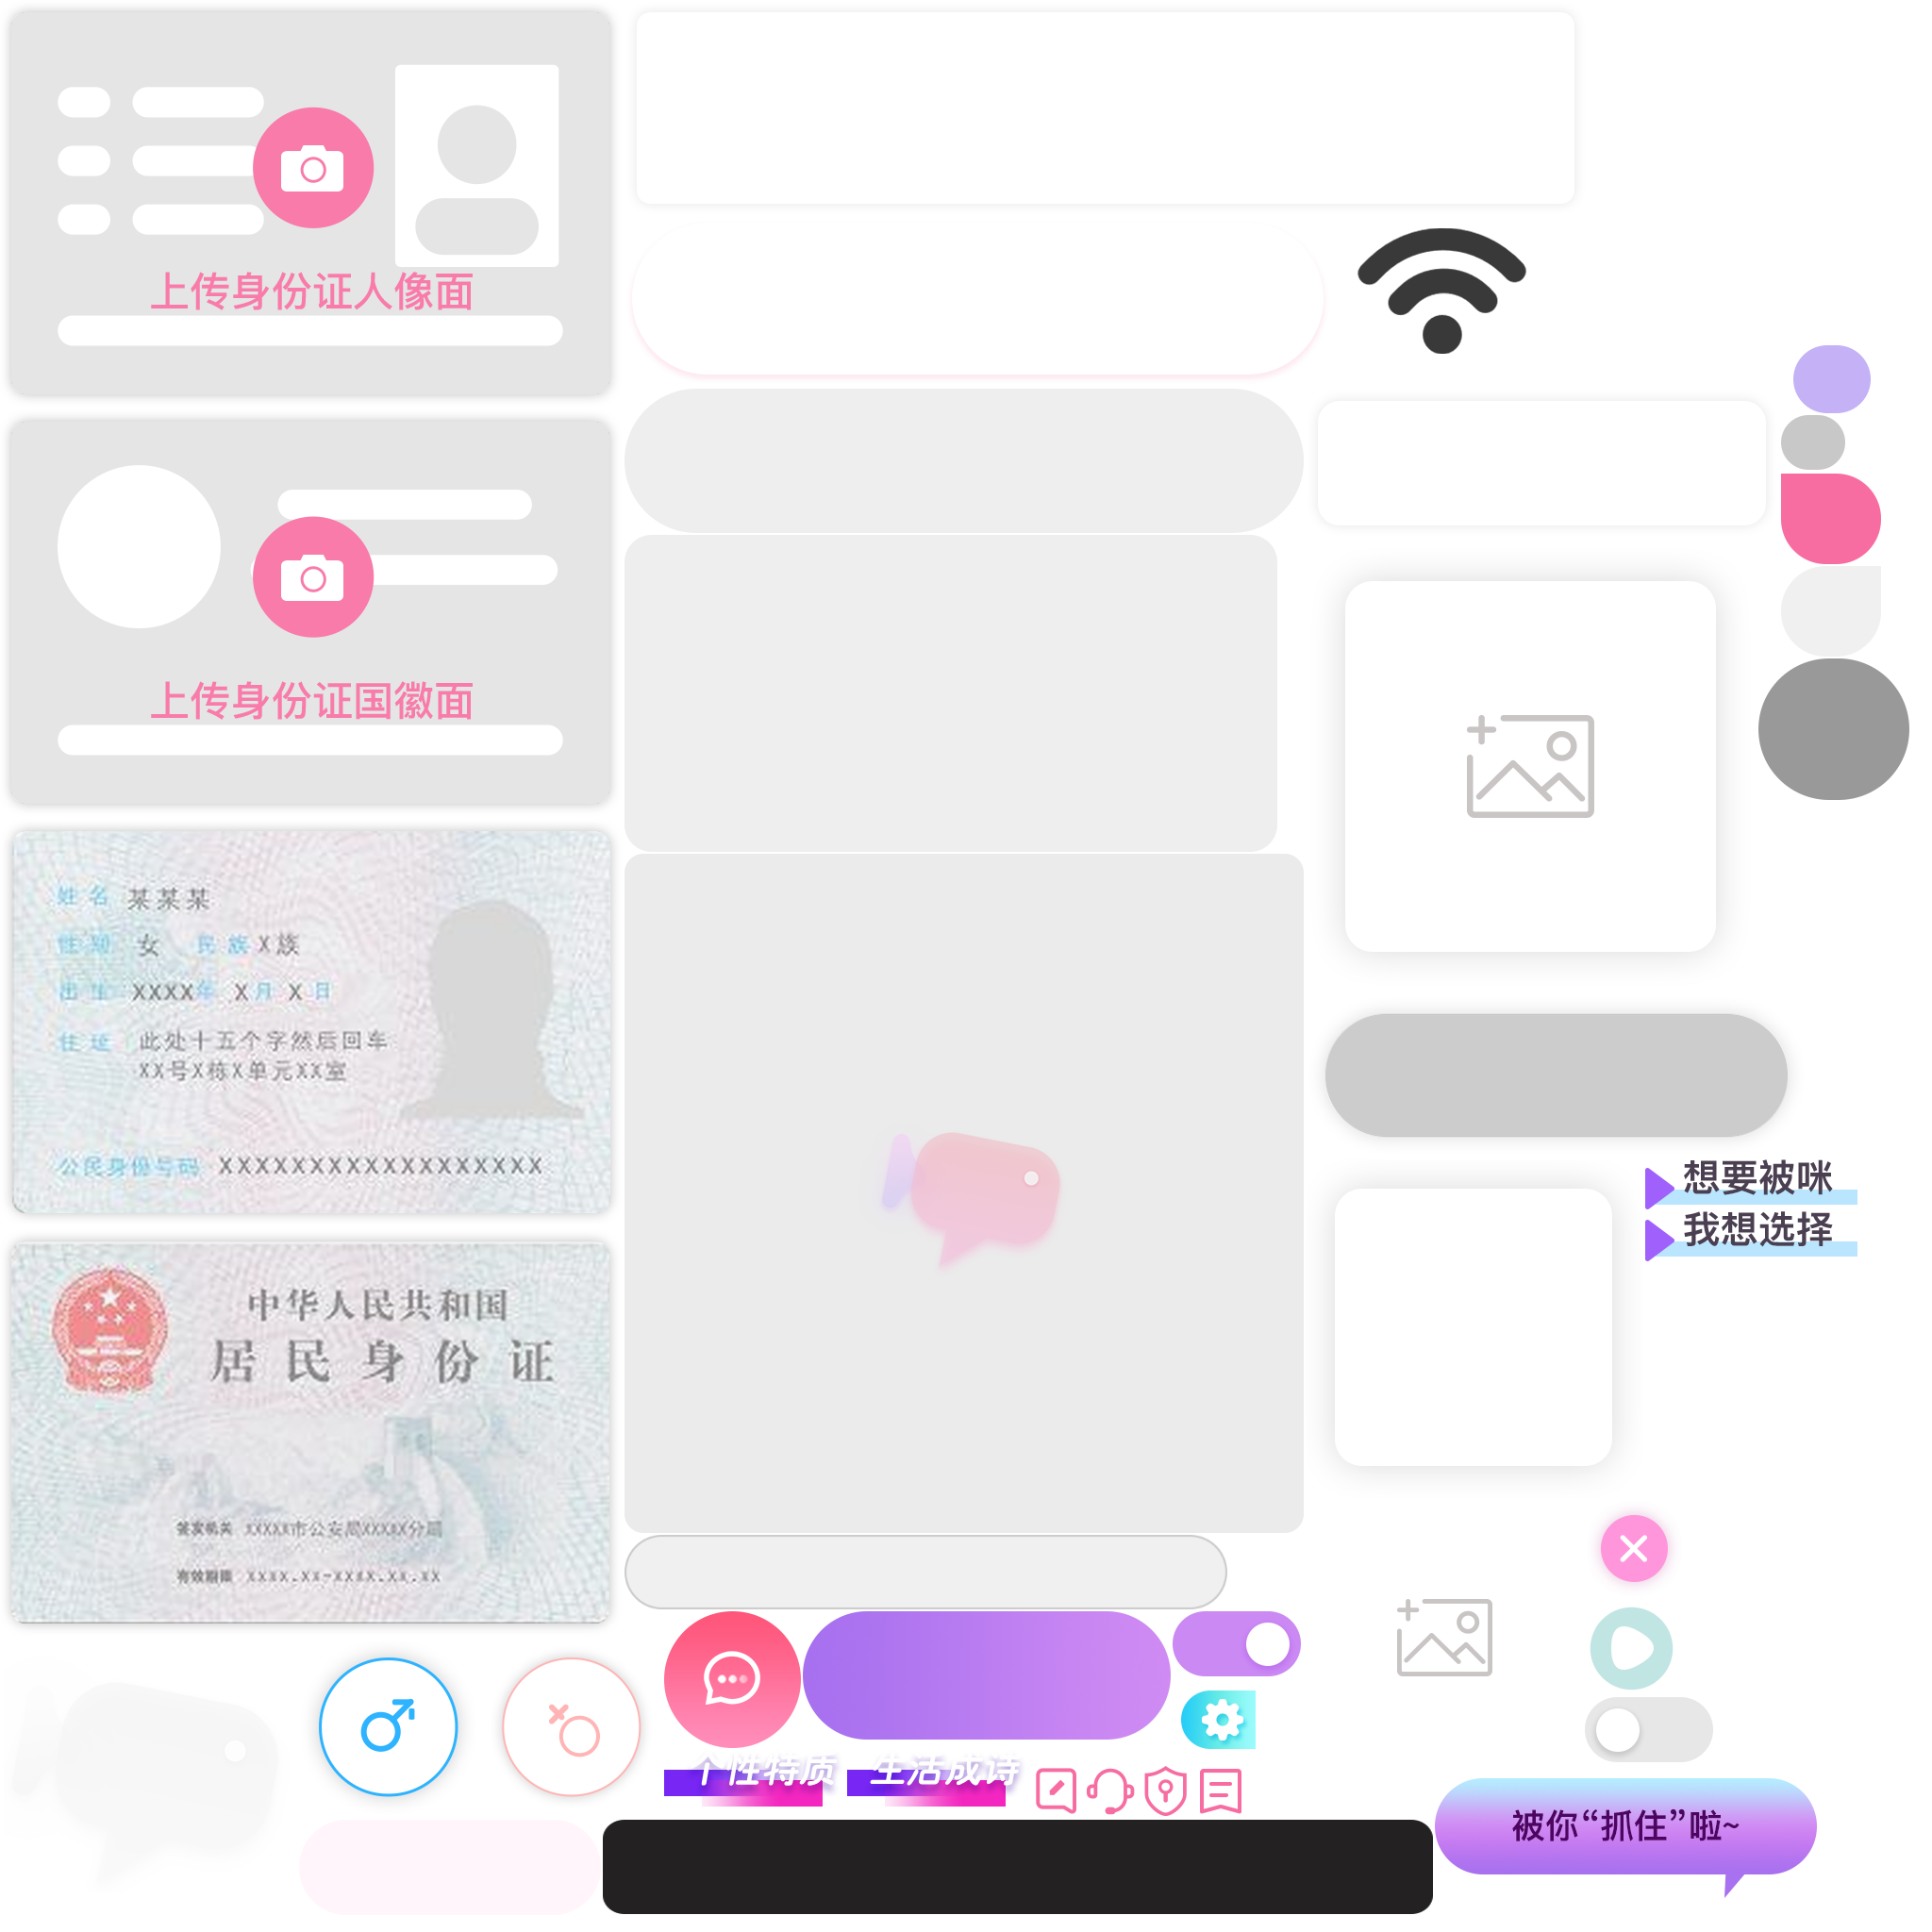 上传身份证人像面
上传身份证国徽面
姓名 某某某
性别 女 民族 X族
出生 XXXX年 X月 X日
住址 此处十五个字然后回车
XX号X栋X单元XX室
公民身份号码 XXXXXXXXXXXXXXXXXX
中华人民共和国
居民身份证
签发机关 XXXXX市公安局XXXXX分局
有效期限 XXXX.XX-XXXX.XX.XX
想要被咪
我想选择
个性特质
生活成诗
被你“抓住”啦~